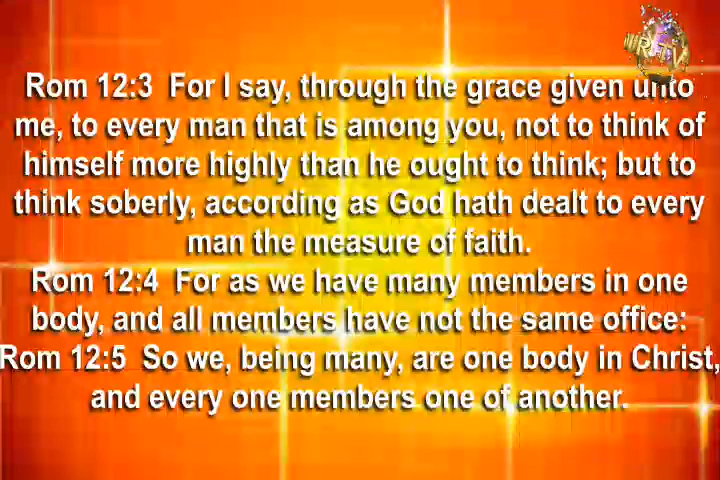 Rom 12:3  For I say, through the grace given unto
me, to every man that is among you, not to think of
himself more highly than he ought to think; but to
think soberly, according as God hath dealt to every
man the measure of faith.
Rom 12:4  For as we have many members in one
body, and all members have not the same office:
Rom 12:5  So we, being many, are one body in Christ,
and every one members one of another.